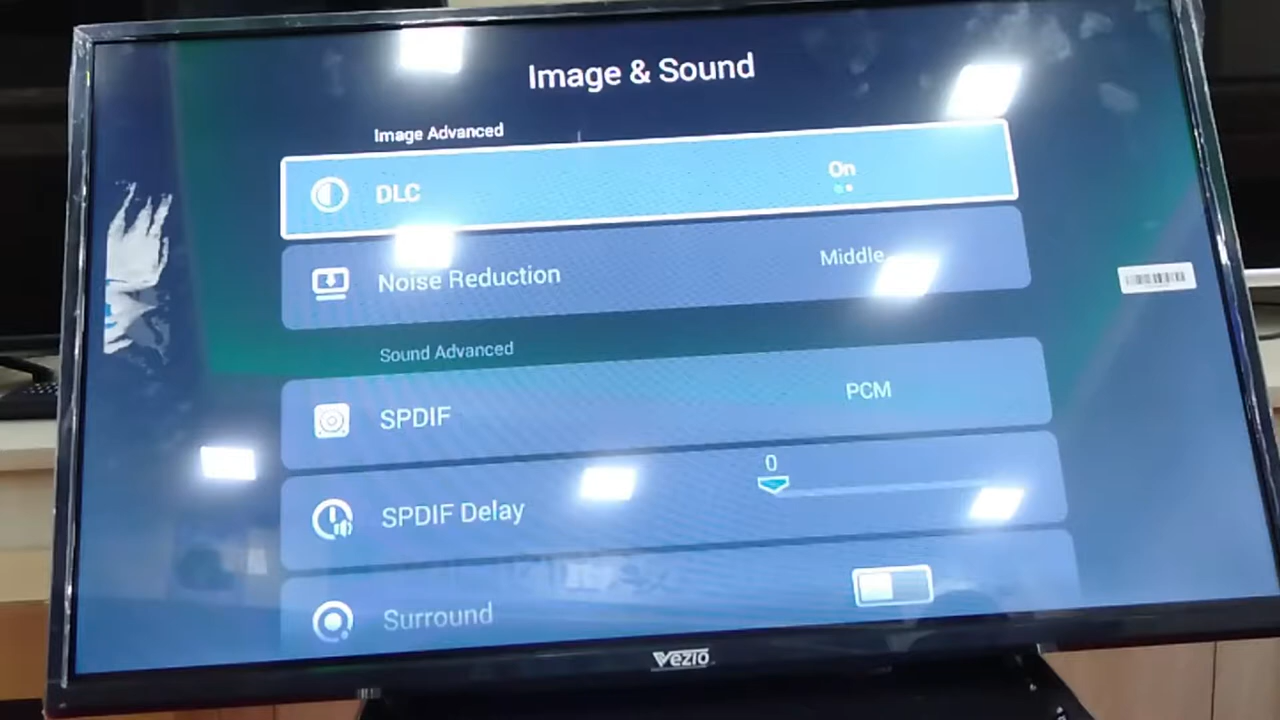 Image & Sound
Image Advanced
DLC
On
Noise Reduction
Middle
Sound Advanced
SPDIF
PCM
SPDIF Delay
0
Surround
Vezio